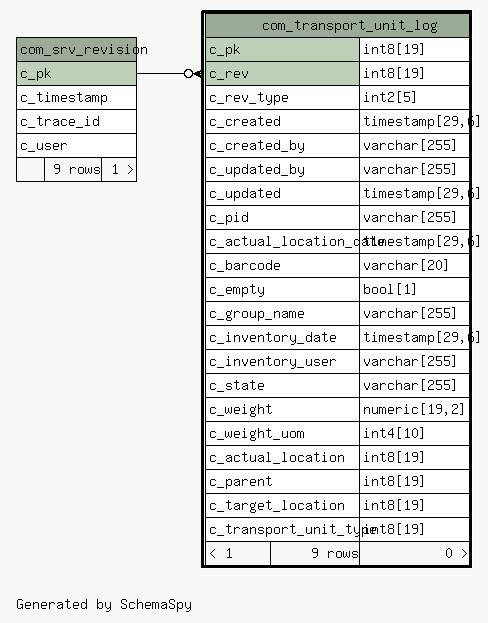 com_srv_revision
c_pk
c_timestamp
c_trace_id
c_user
9 rows 1 >
com_transport_unit_log
c_pk int8[19]
c_rev int8[19]
c_rev_type int2[5]
c_created timestamp[29,6]
c_created_by varchar[255]
c_updated_by varchar[255]
c_updated timestamp[29,6]
c_pid varchar[255]
c_actual_location_date timestamp[29,6]
c_barcode varchar[20]
c_empty bool[1]
c_group_name varchar[255]
c_inventory_date timestamp[29,6]
c_inventory_user varchar[255]
c_state varchar[255]
c_weight numeric[19,2]
c_weight_uom int4[10]
c_actual_location int8[19]
c_parent int8[19]
c_target_location int8[19]
c_transport_unit_type int8[19]
< 1 9 rows 0 >
Generated by SchemaSpy